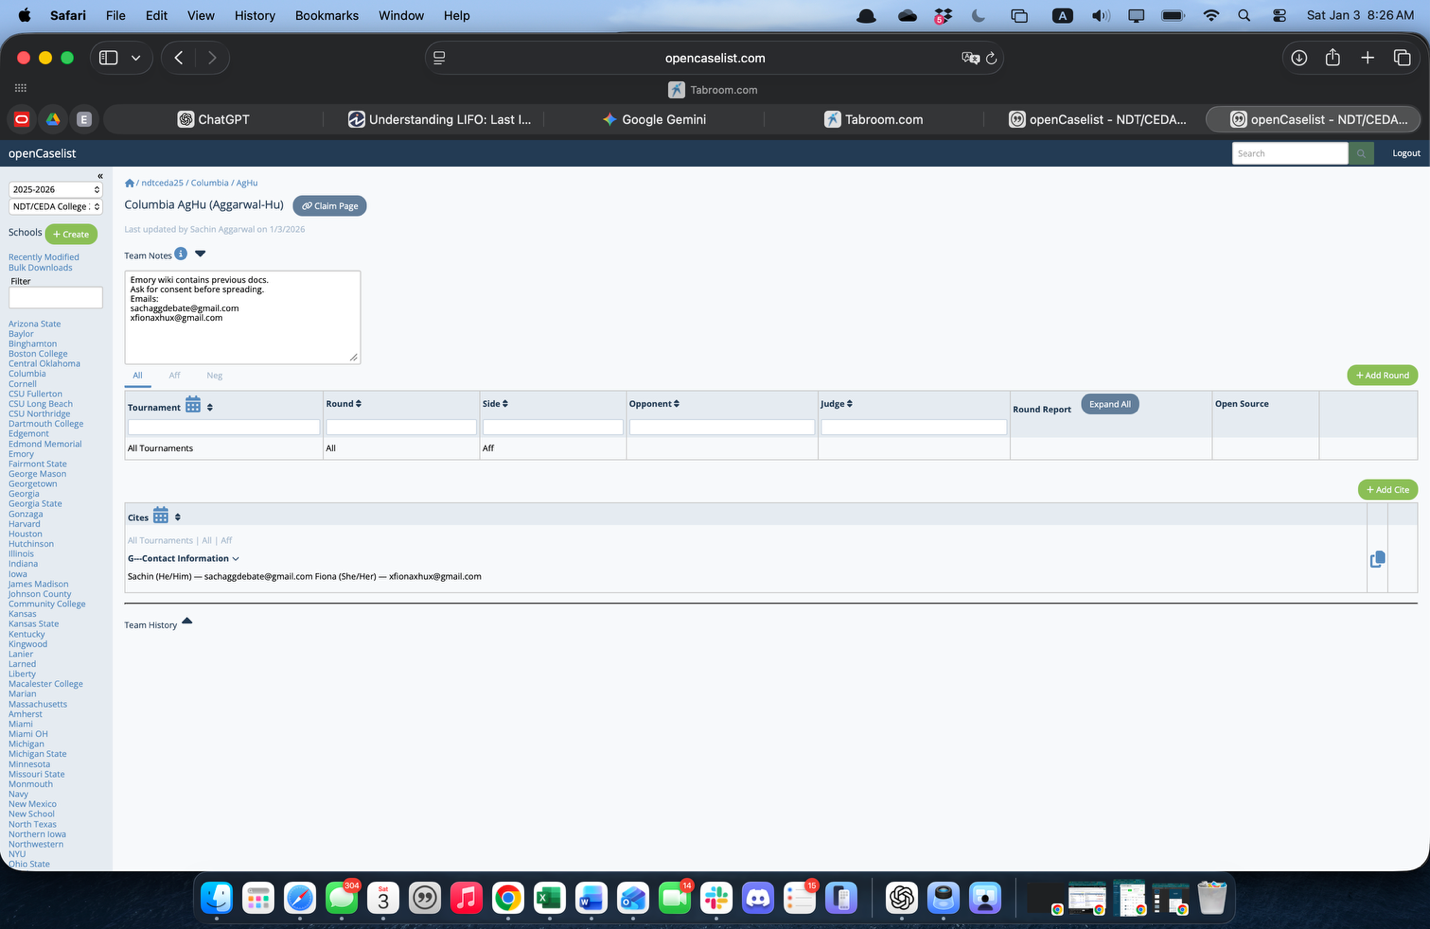 Safari File Edit View History Bookmarks Window Help
5
A
Sat Jan 3 8:26 AM
opencaselist.com
Tabroom.com
E
ChatGPT
Understanding LIFO: Last I...
Google Gemini
Tabroom.com
openCaselist - NDT/CEDA...
openCaselist - NDT/CEDA...
openCaselist
Search
Logout
«
2025-2026
NDT/CEDA College
Schools
+ Create
Recently Modified
Bulk Downloads
Filter
Arizona State
Baylor
Binghamton
Boston College
Central Oklahoma
Columbia
Cornell
CSU Fullerton
CSU Long Beach
CSU Northridge
Dartmouth College
Edgemont
Edmond Memorial
Emory
Fairmont State
George Mason
Georgetown
Georgia
Georgia State
Gonzaga
Harvard
Houston
Hutchinson
Illinois
Indiana
Iowa
James Madison
Johnson County
Community College
Kansas
Kansas State
Kentucky
Kingwood
Lanier
Larned
Liberty
Macalester College
Marian
Massachusetts
Amherst
Miami
Miami OH
Michigan
Michigan State
Minnesota
Missouri State
Monmouth
Navy
New Mexico
New School
North Texas
Northern Iowa
Northwestern
NYU
Ohio State
/ ndtceda25 / Columbia / AgHu
Columbia AgHu (Aggarwal-Hu)
Claim Page
Last updated by Sachin Aggarwal on 1/3/2026
Team Notes
Emory wiki contains previous docs.
Ask for consent before spreading.
Emails:
sachaggdebate@gmail.com
xfionaxhux@gmail.com
All Aff Neg
+ Add Round
Tournament Round Side Opponent Judge Round Report Expand All Open Source
All Tournaments All Aff
+ Add Cite
Cites
All Tournaments | All | Aff
G---Contact Information
Sachin (He/Him) — sachaggdebate@gmail.com Fiona (She/Her) — xfionaxhux@gmail.com
Team History
304
Sat
3
14
15